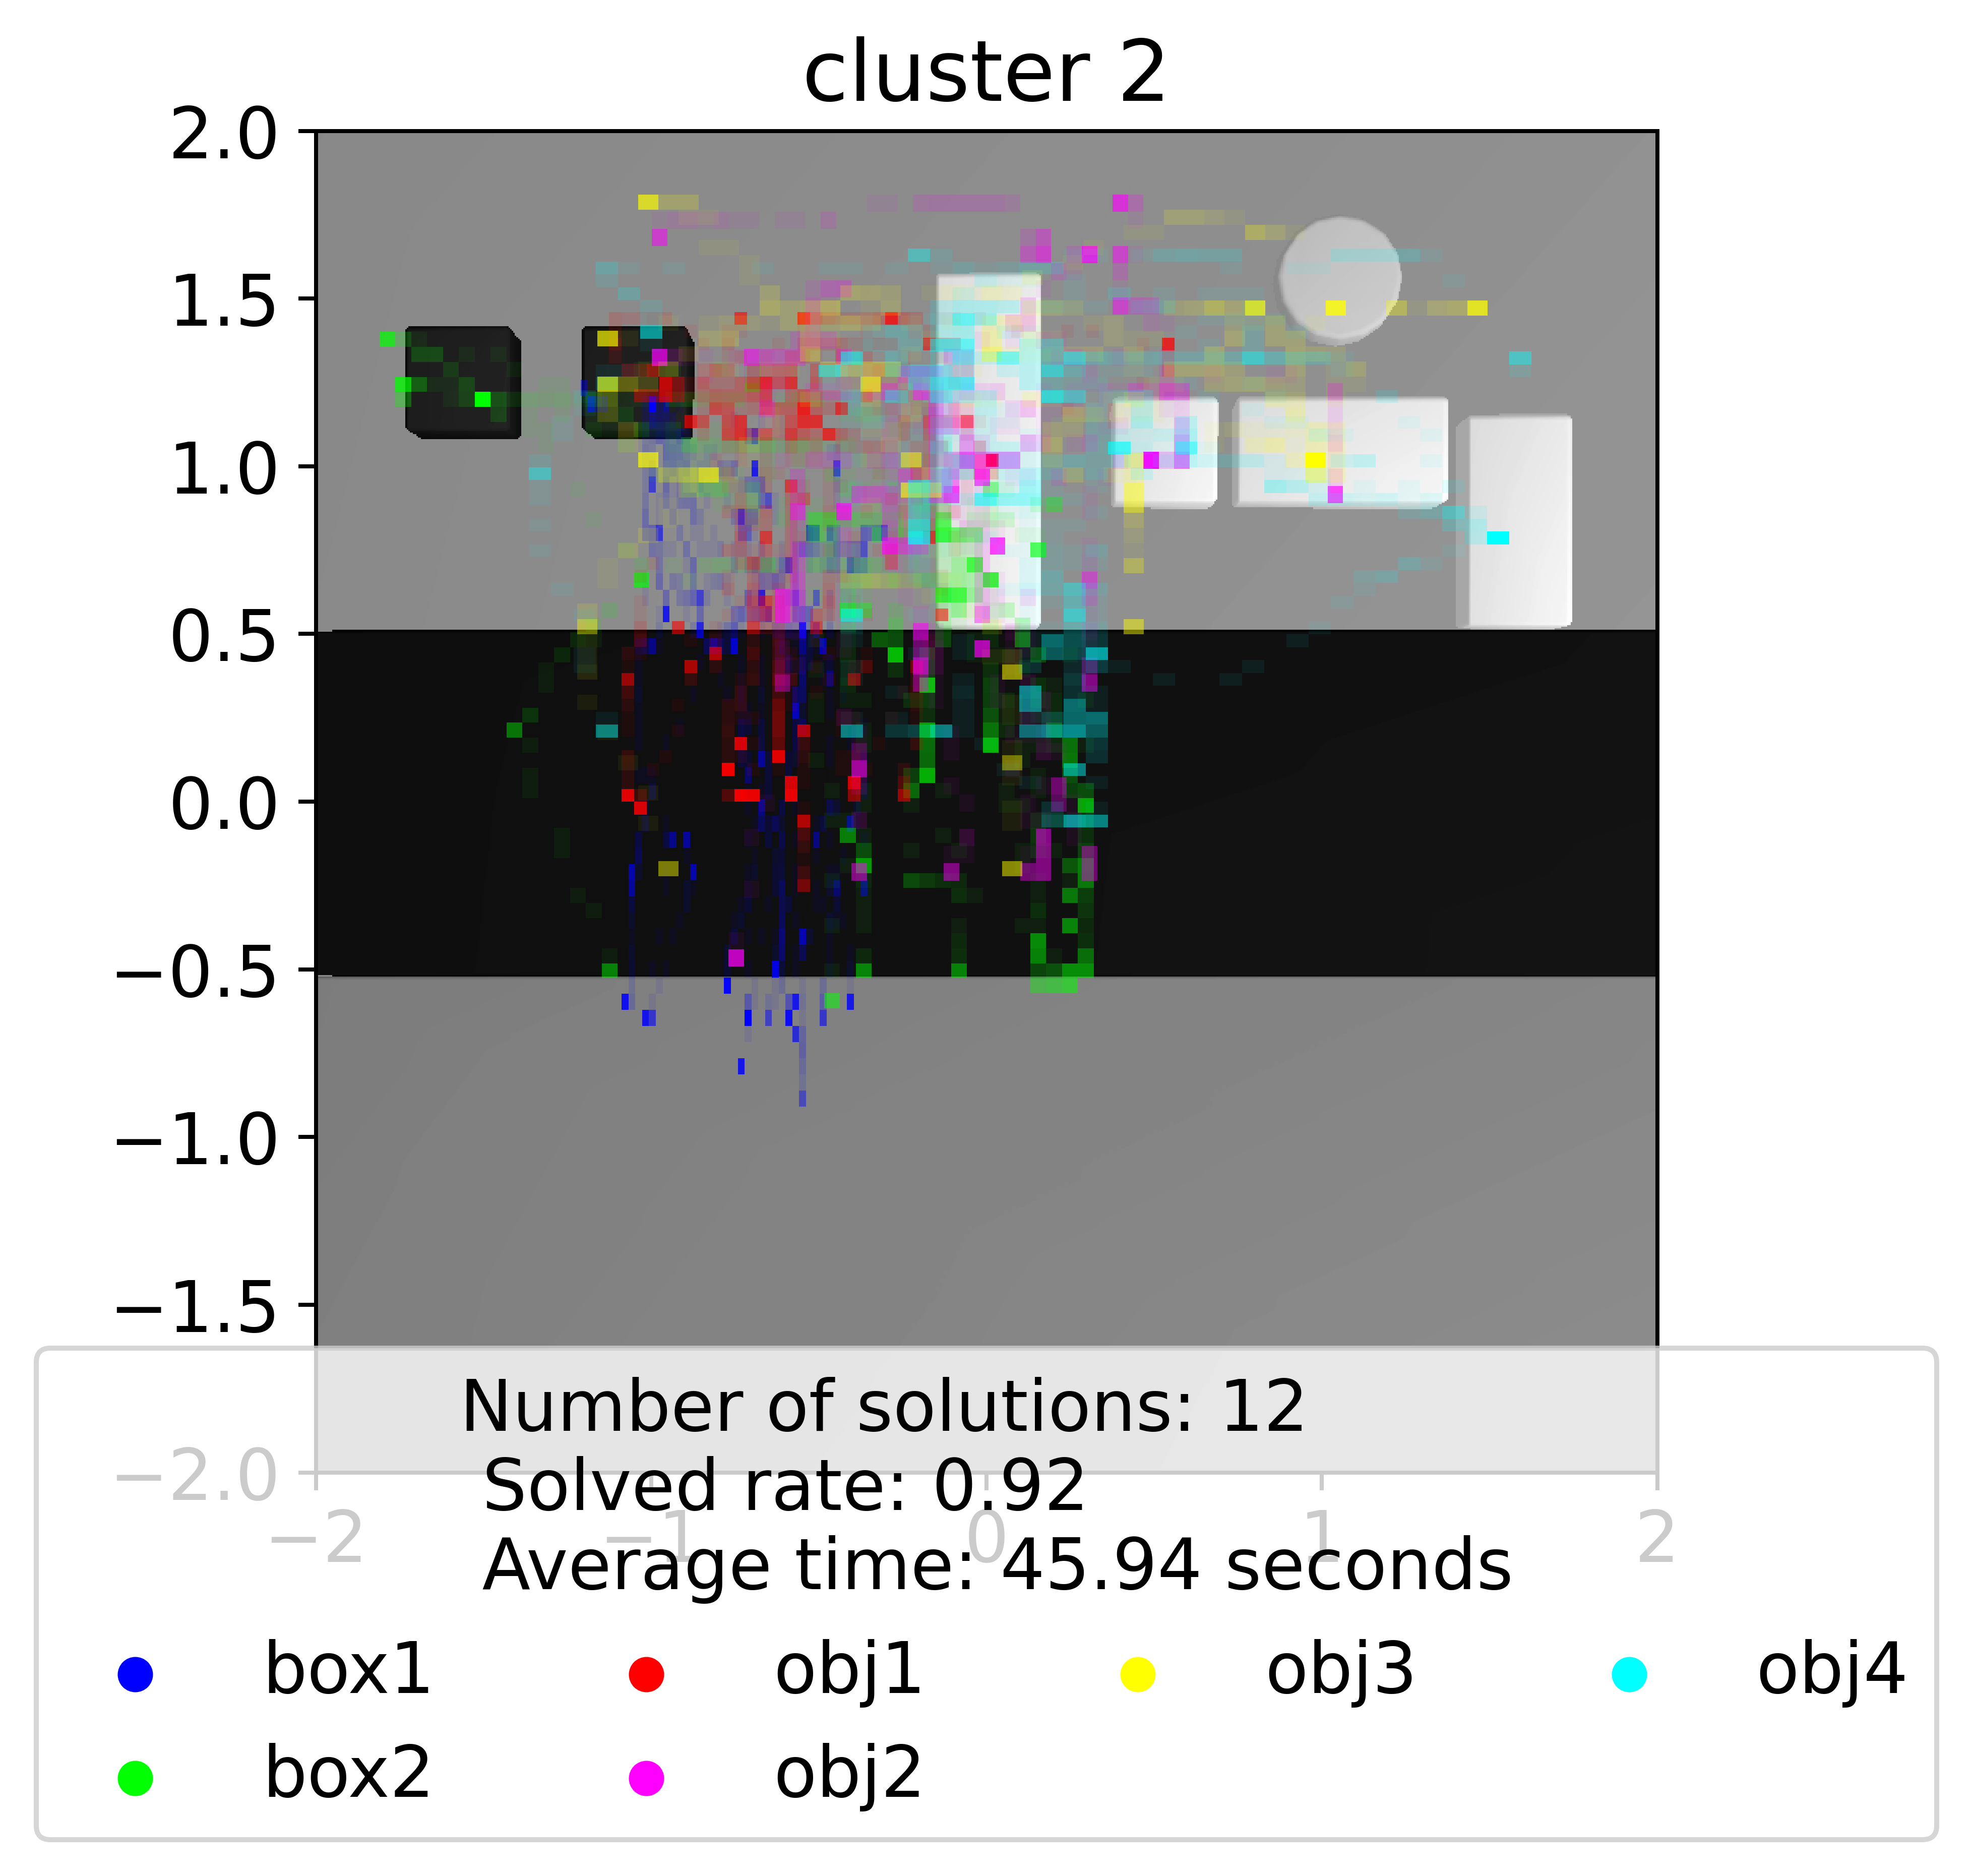 cluster 2
2.0
1.5
1.0
0.5
0.0
−0.5
−1.0
−1.5
−2.0
−2 −1 0 1 2
Number of solutions: 12
Solved rate: 0.92
Average time: 45.94 seconds
box1 obj1 obj3 obj4
box2 obj2